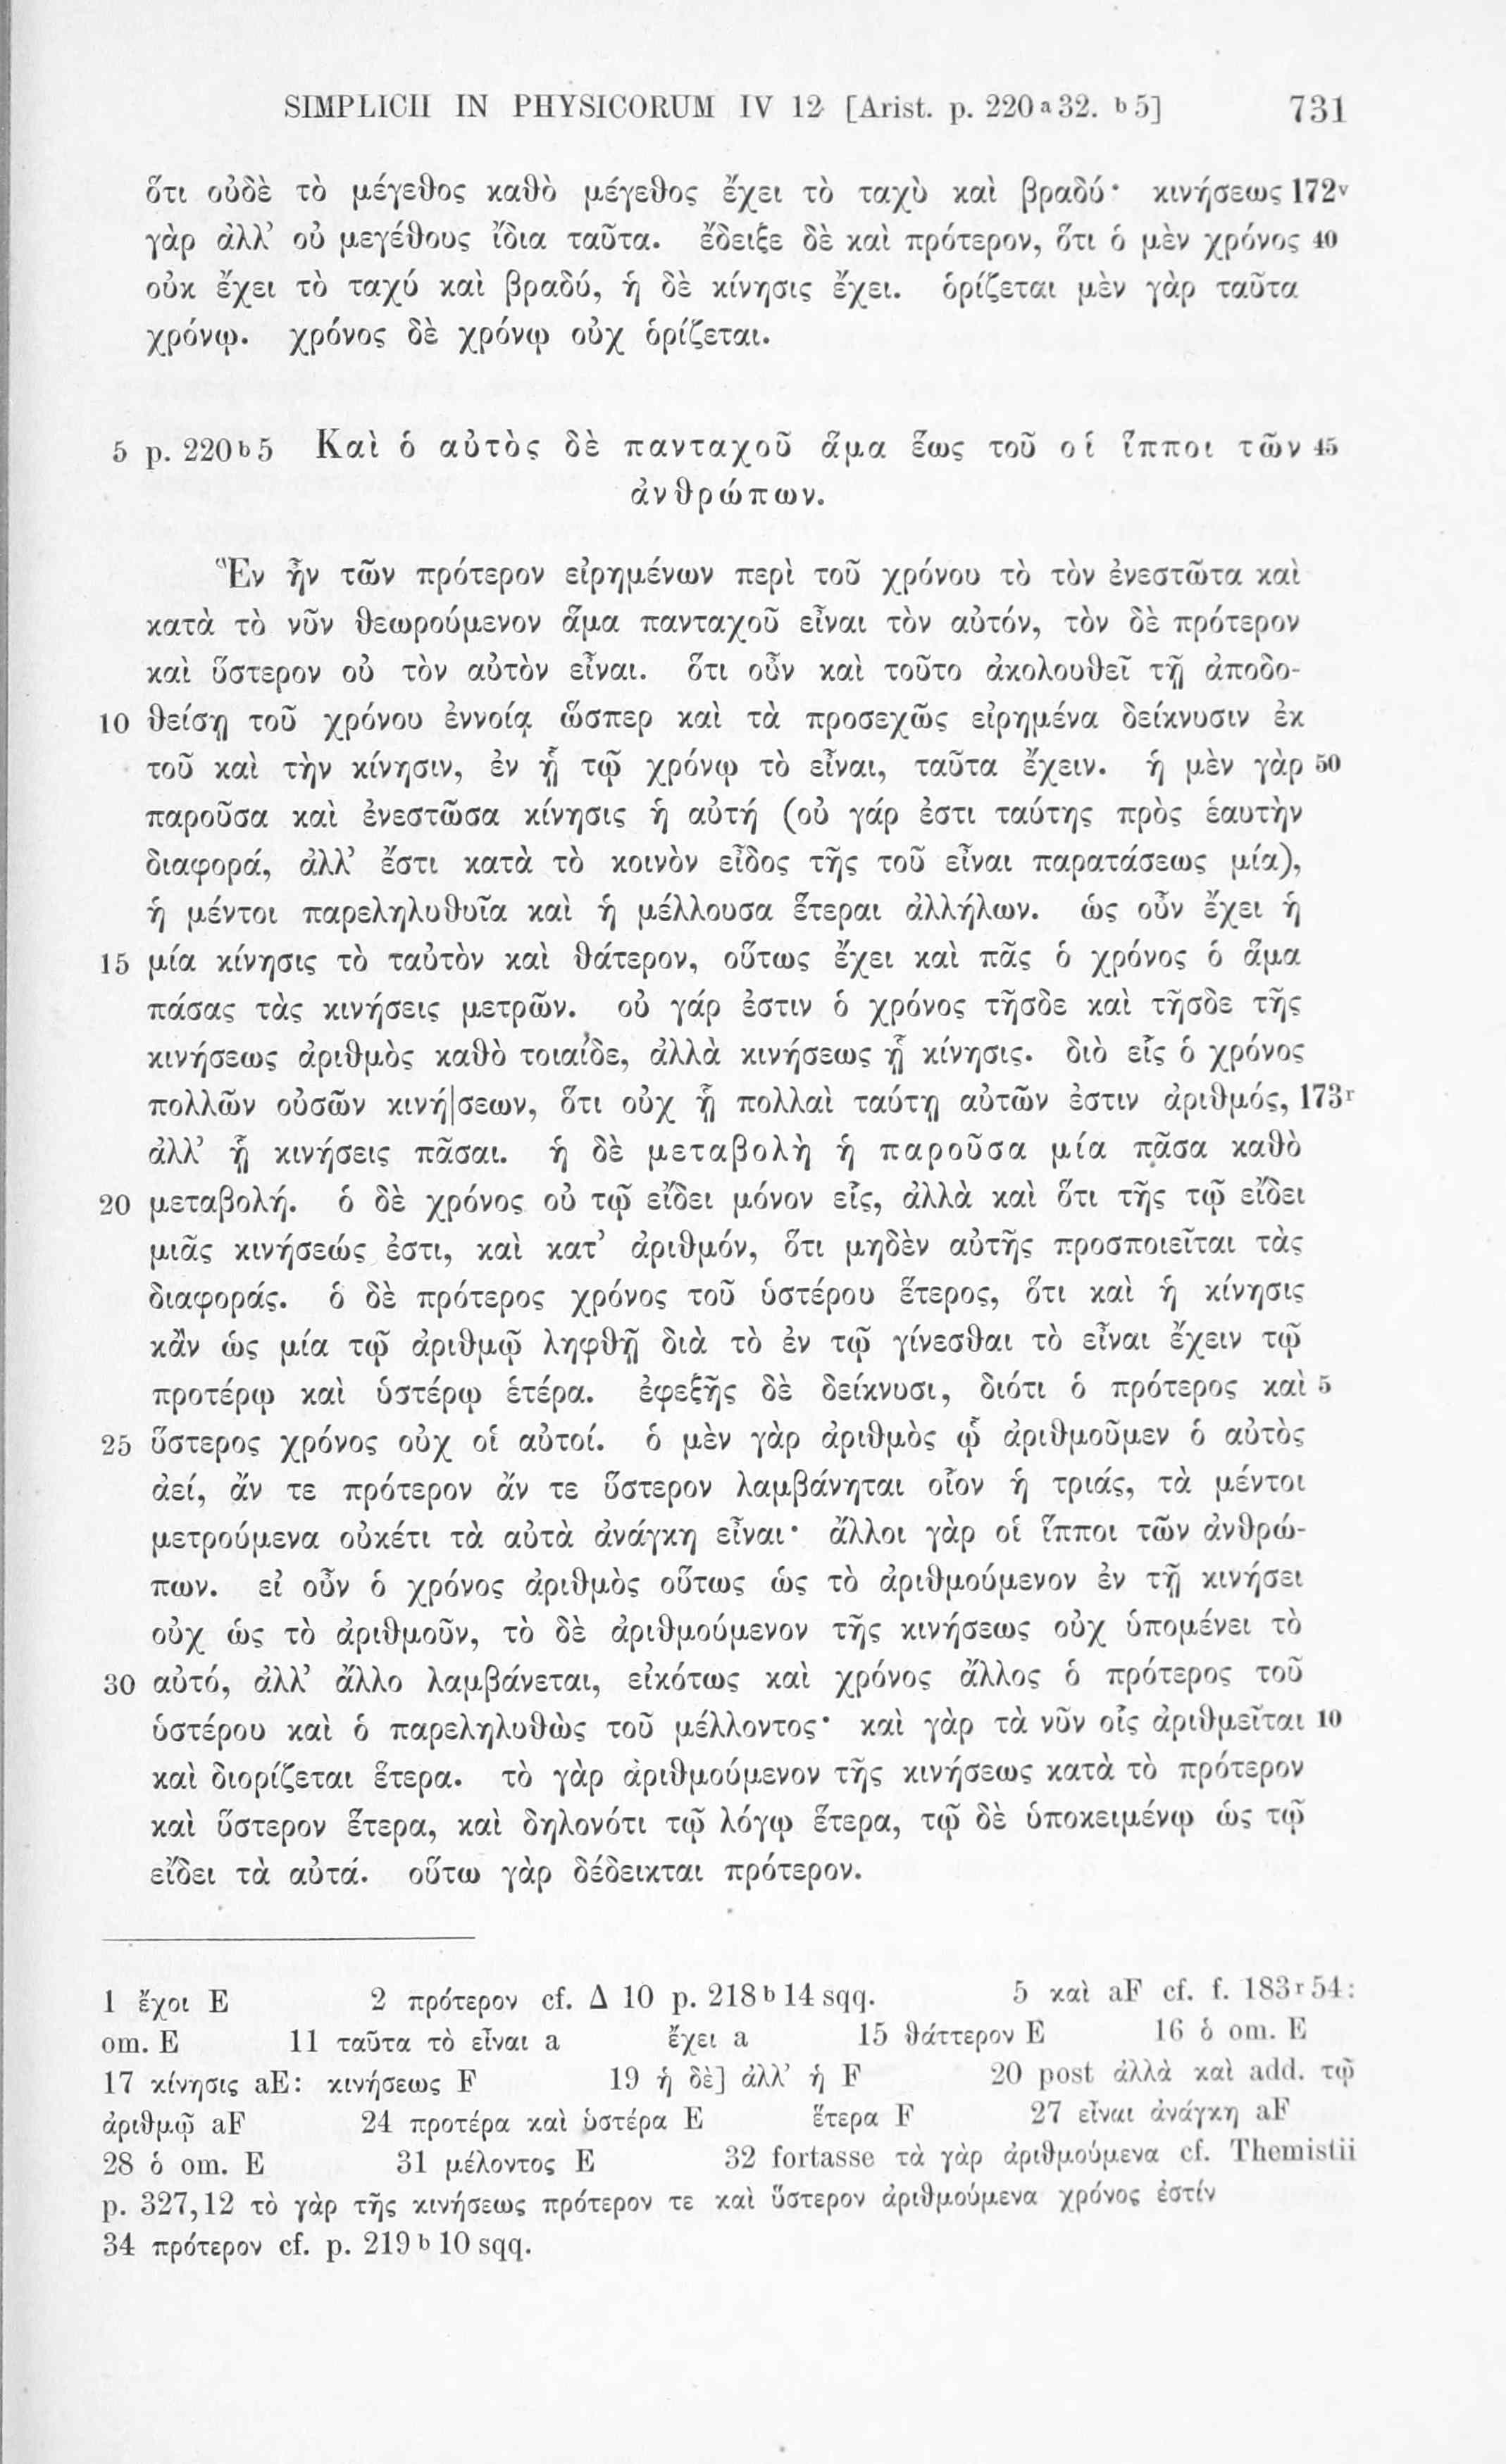 SIMPLICII IN PHYSICORUM IV 12 [Arist. p. 220ᵃ32. ᵇ5] 731
ὅτι οὐδὲ τὸ μέγεθος καθὸ μέγεθος ἔχει τὸ ταχὺ καὶ βραδύ· κινήσεως 172ᵛ
γὰρ ἀλλ’ οὐ μεγέθους ἴδια ταῦτα. ἔδειξε δὲ καὶ πρότερον, ὅτι ὁ μὲν χρόνος 40
οὐκ ἔχει τὸ ταχύ καὶ βραδύ, ἡ δὲ κίνησις ἔχει. ὁρίζεται μὲν γὰρ ταῦτα
χρόνῳ. χρόνος δὲ χρόνῳ οὐχ ὁρίζεται.
5 p. 220ᵇ5 Καὶ ὁ αὐτὸς δὲ πανταχοῦ ἅμα ἕως τοῦ οἱ ἵπποι τῶν 45
ἀνθρώπων.
Ἓν ἦν τῶν πρότερον εἰρημένων περὶ τοῦ χρόνου τὸ τὸν ἐνεστῶτα καὶ
κατὰ τὸ νῦν θεωρούμενον ἅμα πανταχοῦ εἶναι τὸν αὐτόν, τὸν δὲ πρότερον
καὶ ὕστερον οὐ τὸν αὐτὸν εἶναι. ὅτι οὖν καὶ τοῦτο ἀκολουθεῖ τῇ ἀποδο-
10 θείσῃ τοῦ χρόνου ἐννοίᾳ ὥσπερ καὶ τὰ προσεχῶς εἰρημένα δείκνυσιν ἐκ
τοῦ καὶ τὴν κίνησιν, ἐν ᾗ τῷ χρόνῳ τὸ εἶναι, ταῦτα ἔχειν. ἡ μὲν γὰρ 50
παροῦσα καὶ ἐνεστῶσα κίνησις ἡ αὐτή (οὐ γάρ ἐστι ταύτης πρὸς ἑαυτὴν
διαφορά, ἀλλ’ ἔστι κατὰ τὸ κοινὸν εἶδος τῆς τοῦ εἶναι παρατάσεως μία),
ἡ μέντοι παρεληλυθυῖα καὶ ἡ μέλλουσα ἕτεραι ἀλλήλων. ὡς οὖν ἔχει ἡ
15 μία κίνησις τὸ ταὐτὸν καὶ θάτερον, οὕτως ἔχει καὶ πᾶς ὁ χρόνος ὁ ἅμα
πάσας τὰς κινήσεις μετρῶν. οὐ γάρ ἐστιν ὁ χρόνος τῆσδε καὶ τῆσδε τῆς
κινήσεως ἀριθμὸς καθὸ τοιαίδε, ἀλλὰ κινήσεως ᾗ κίνησις. διὸ εἷς ὁ χρόνος
πολλῶν οὐσῶν κινή|σεων, ὅτι οὐχ ᾗ πολλαὶ ταύτῃ αὐτῶν ἐστιν ἀριθμός, 173ʳ
ἀλλ’ ᾗ κινήσεις πᾶσαι. ἡ δὲ μεταβολὴ ἡ παροῦσα μία πᾶσα καθὸ
20 μεταβολή. ὁ δὲ χρόνος οὐ τῷ εἴδει μόνον εἷς, ἀλλὰ καὶ ὅτι τῆς τῷ εἴδει
μιᾶς κινήσεώς ἐστι, καὶ κατ’ ἀριθμόν, ὅτι μηδὲν αὐτῆς προσποιεῖται τὰς
διαφοράς. ὁ δὲ πρότερος χρόνος τοῦ ὑστέρου ἕτερος, ὅτι καὶ ἡ κίνησις
κἂν ὡς μία τῷ ἀριθμῷ ληφθῇ διὰ τὸ ἐν τῷ γίνεσθαι τὸ εἶναι ἔχειν τῷ
προτέρῳ καὶ ὑστέρῳ ἑτέρα. ἐφεξῆς δὲ δείκνυσι, διότι ὁ πρότερος καὶ 5
25 ὕστερος χρόνος οὐχ οἱ αὐτοί. ὁ μὲν γὰρ ἀριθμὸς ᾧ ἀριθμοῦμεν ὁ αὐτὸς
ἀεί, ἄν τε πρότερον ἄν τε ὕστερον λαμβάνηται οἷον ἡ τριάς, τὰ μέντοι
μετρούμενα οὐκέτι τὰ αὐτὰ ἀνάγκη εἶναι· ἄλλοι γὰρ οἱ ἵπποι τῶν ἀνθρώ-
πων. εἰ οὖν ὁ χρόνος ἀριθμὸς οὕτως ὡς τὸ ἀριθμούμενον ἐν τῇ κινήσει
οὐχ ὡς τὸ ἀριθμοῦν, τὸ δὲ ἀριθμούμενον τῆς κινήσεως οὐχ ὑπομένει τὸ
30 αὐτό, ἀλλ’ ἄλλο λαμβάνεται, εἰκότως καὶ χρόνος ἄλλος ὁ πρότερος τοῦ
ὑστέρου καὶ ὁ παρεληλυθὼς τοῦ μέλλοντος· καὶ γὰρ τὰ νῦν οἷς ἀριθμεῖται 10
καὶ διορίζεται ἕτερα. τὸ γὰρ ἀριθμούμενον τῆς κινήσεως κατὰ τὸ πρότερον
καὶ ὕστερον ἕτερα, καὶ δηλονότι τῷ λόγῳ ἕτερα, τῷ δὲ ὑποκειμένῳ ὡς τῷ
εἴδει τὰ αὐτά. οὕτω γὰρ δέδεικται πρότερον.
1 ἔχοι E 2 πρότερον cf. Δ 10 p. 218ᵇ14 sqq. 5 καὶ aF cf. f. 183ʳ54:
om. E 11 ταῦτα τὸ εἶναι a ἔχει a 15 θάττερον E 16 ὁ om. E
17 κίνησις aE: κινήσεως F 19 ἡ δὲ] ἀλλ’ ἡ F 20 post ἀλλὰ καὶ add. τῷ
ἀριθμῷ aF 24 προτέρα καὶ ὑστέρα E ἕτερα F 27 εἶναι ἀνάγκη aF
28 ὁ om. E 31 μέλοντος E 32 fortasse τὰ γὰρ ἀριθμούμενα cf. Themistii
p. 327,12 τὸ γὰρ τῆς κινήσεως πρότερον τε καὶ ὕστερον ἀριθμούμενα χρόνος ἐστίν
34 πρότερον cf. p. 219ᵇ10 sqq.